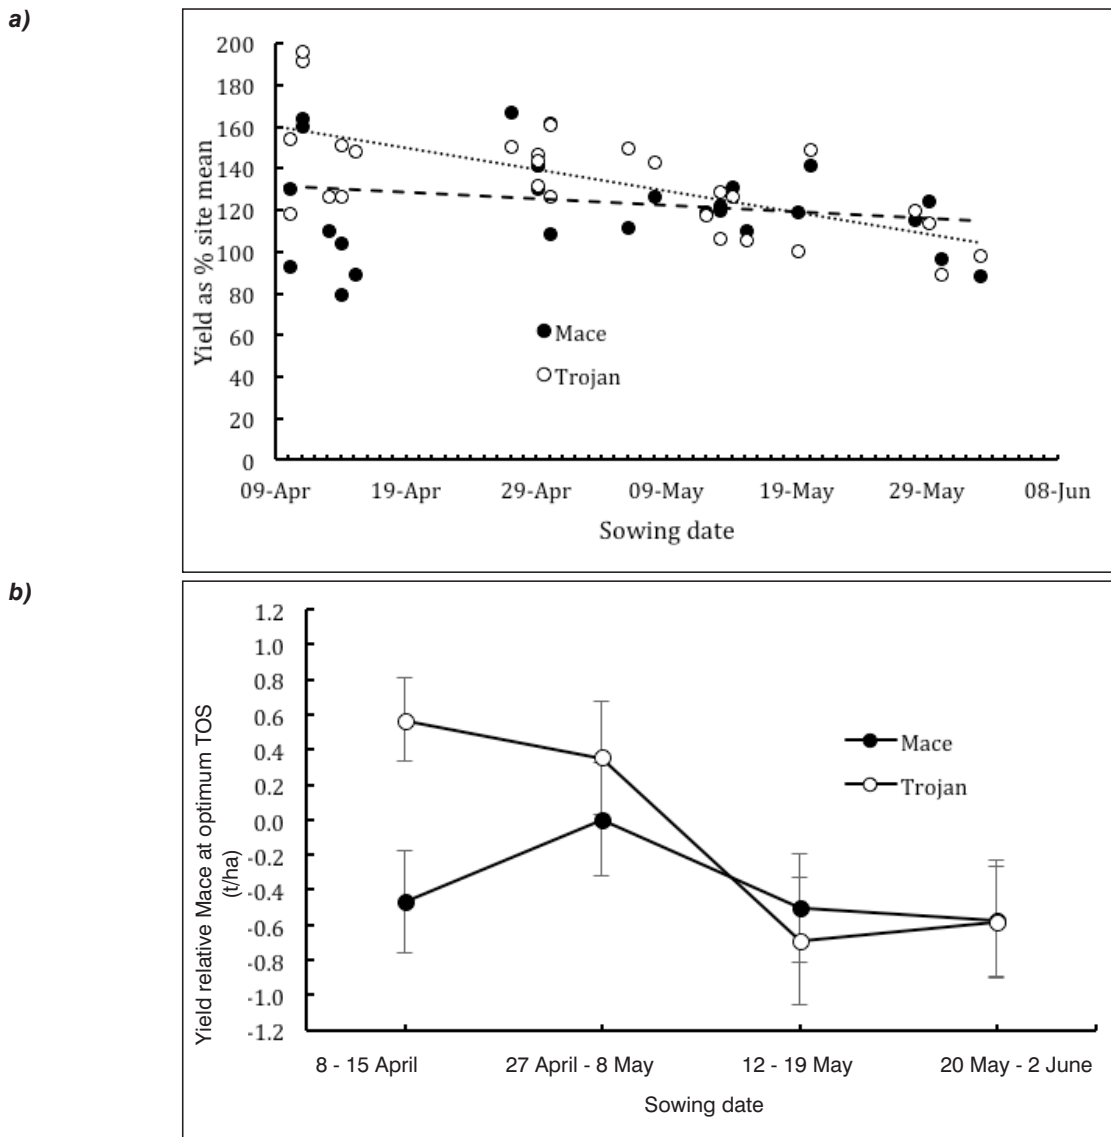 a)
200
180
160
140
120
100
80
60
40
20
0
Yield as % site mean
Mace
Trojan
09-Apr 19-Apr 29-Apr 09-May 19-May 29-May 08-Jun
Sowing date
b)
1.2
1.0
0.8
0.6
0.4
0.2
0.0
-0.2
-0.4
-0.6
-0.8
-1.0
-1.2
Yield relative Mace at optimum TOS
(t/ha)
Mace
Trojan
8 - 15 April 27 April - 8 May 12 - 19 May 20 May - 2 June
Sowing date